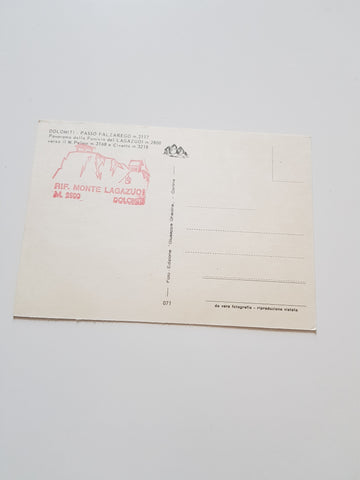 DOLOMITI - PASSO FALZAREGO m. 2117
Panorama dalla Funivia del LAGAZUOI m. 2800
verso il M. Pelmo m. 3168 e Civetta m. 3218
RIF. MONTE LAGAZUOI
M. 2800
DOLOMITI
Foto - Edizione "Giuseppe Ghedina" - Cortina
071
da vera fotografia - riproduzione vietata